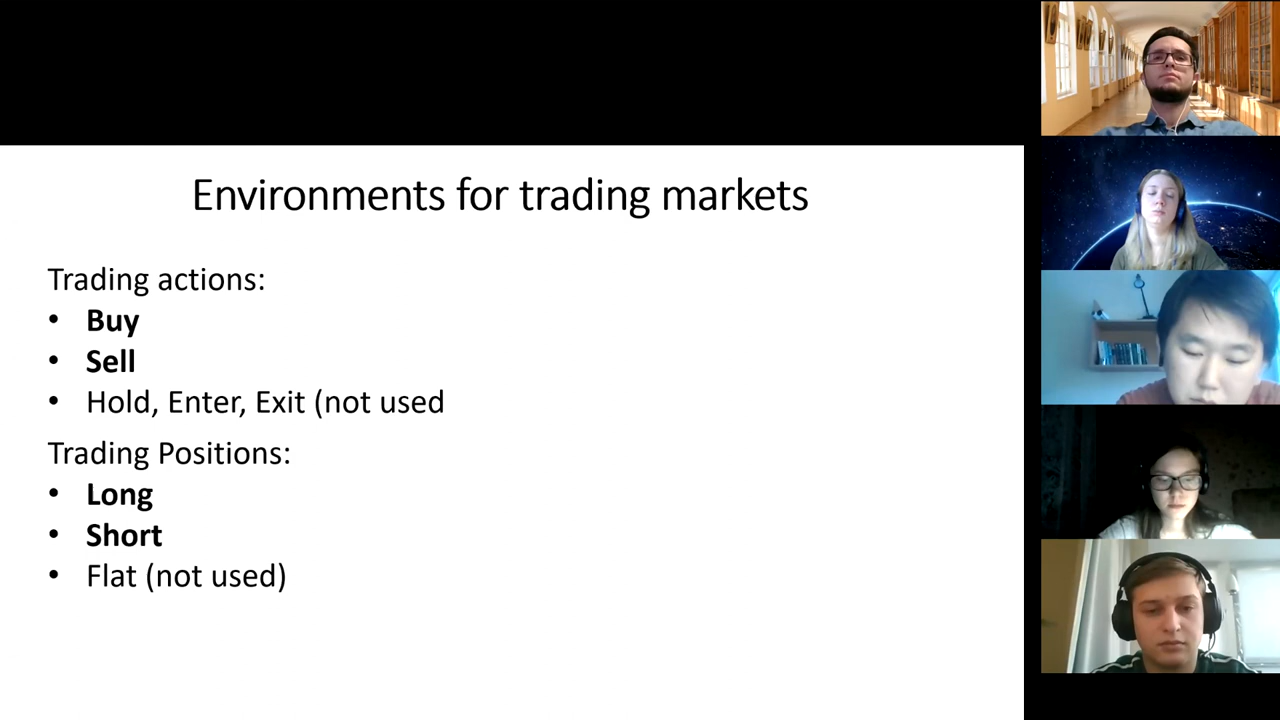 Environments for trading markets
Trading actions:
• Buy
• Sell
• Hold, Enter, Exit (not used
Trading Positions:
• Long
• Short
• Flat (not used)